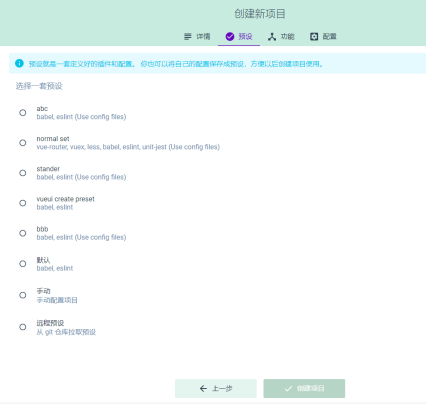 创建新项目
详情 预设 功能 配置
预设就是一套定义好的插件和配置。 你也可以将自己的配置保存成预设，方便以后创建项目使用。
选择一套预设
abc
babel, eslint (Use config files)
normal set
vue-router, vuex, less, babel, eslint, unit-jest (Use config files)
stander
babel, eslint (Use config files)
vueui create preset
babel, eslint
bbb
babel, eslint (Use config files)
默认
babel, eslint
手动
手动配置项目
远程预设
从 git 仓库拉取预设
上一步 创建项目